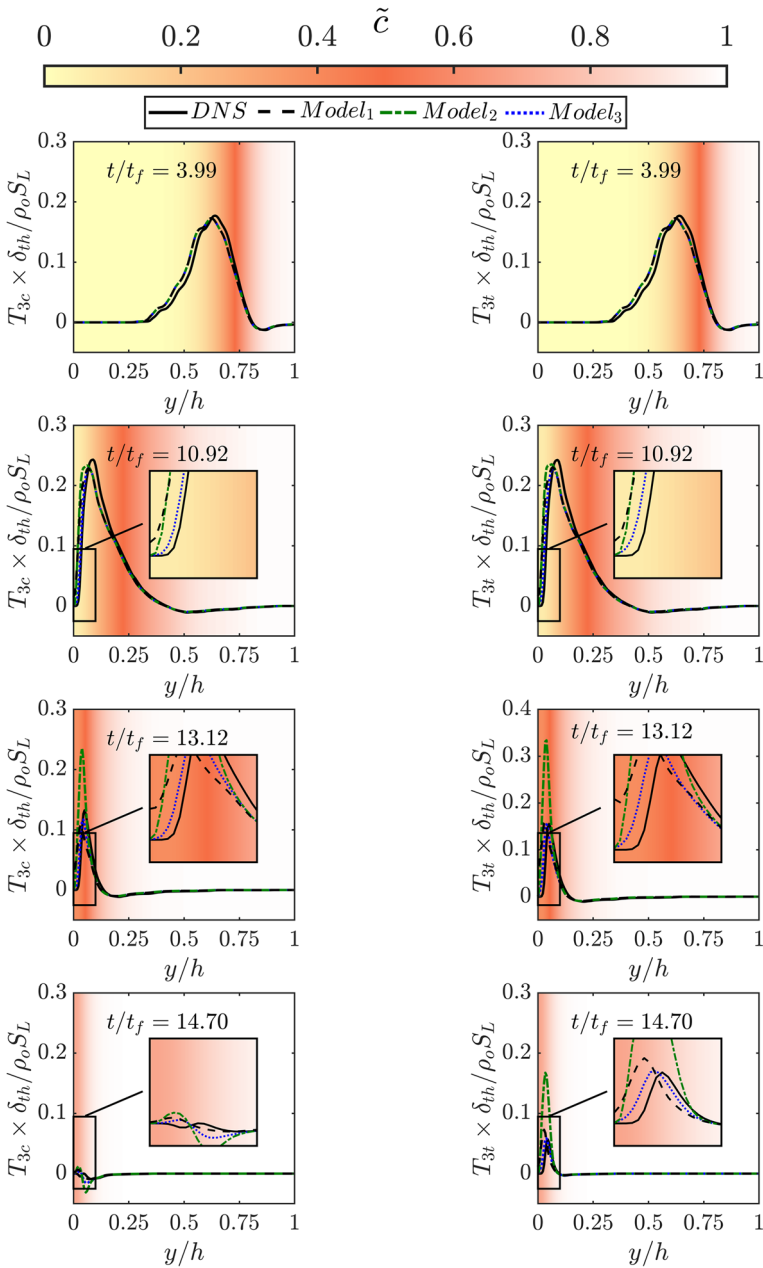 c̃
0 0.2 0.4 0.6 0.8 1
DNS Model₁ Model₂ Model₃
0.3 0.2 0.1 0
T₃c × δth/ρoSL
t/tf = 3.99
0 0.25 0.5 0.75 1
y/h
0.3 0.2 0.1 0
T₃t × δth/ρoSL
t/tf = 3.99
0 0.25 0.5 0.75 1
y/h
0.3 0.2 0.1 0
T₃c × δth/ρoSL
t/tf = 10.92
0 0.25 0.5 0.75 1
y/h
0.3 0.2 0.1 0
T₃t × δth/ρoSL
t/tf = 10.92
0 0.25 0.5 0.75 1
y/h
0.3 0.2 0.1 0
T₃c × δth/ρoSL
t/tf = 13.12
0 0.25 0.5 0.75 1
y/h
0.4 0.3 0.2 0.1 0
T₃t × δth/ρoSL
t/tf = 13.12
0 0.25 0.5 0.75 1
y/h
0.3 0.2 0.1 0
T₃c × δth/ρoSL
t/tf = 14.70
0 0.25 0.5 0.75 1
y/h
0.3 0.2 0.1 0
T₃t × δth/ρoSL
t/tf = 14.70
0 0.25 0.5 0.75 1
y/h